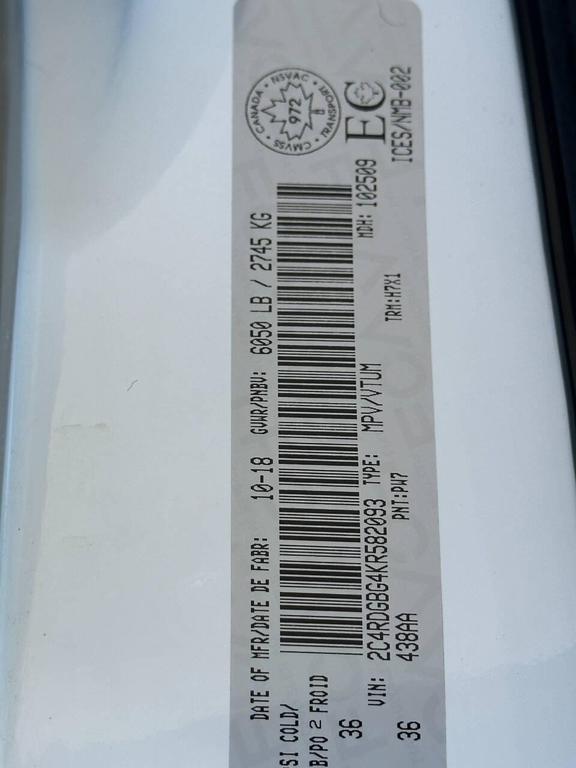 DATE OF MFR/DATE DE FABR: 10-18 GVWR/PNBV: 6050 LB / 2745 KG
SI COLD/
B/PO 2 FROID
36
VIN: 2C4RDGBG4KR582093 TYPE: MPV/VTUM MDH: 102509
438AA PNT:PW7 TRM:H7X1
36
CANADA • NSVAC • TRANSPORT • CMVSS
972
EC
ICES/NMB-002